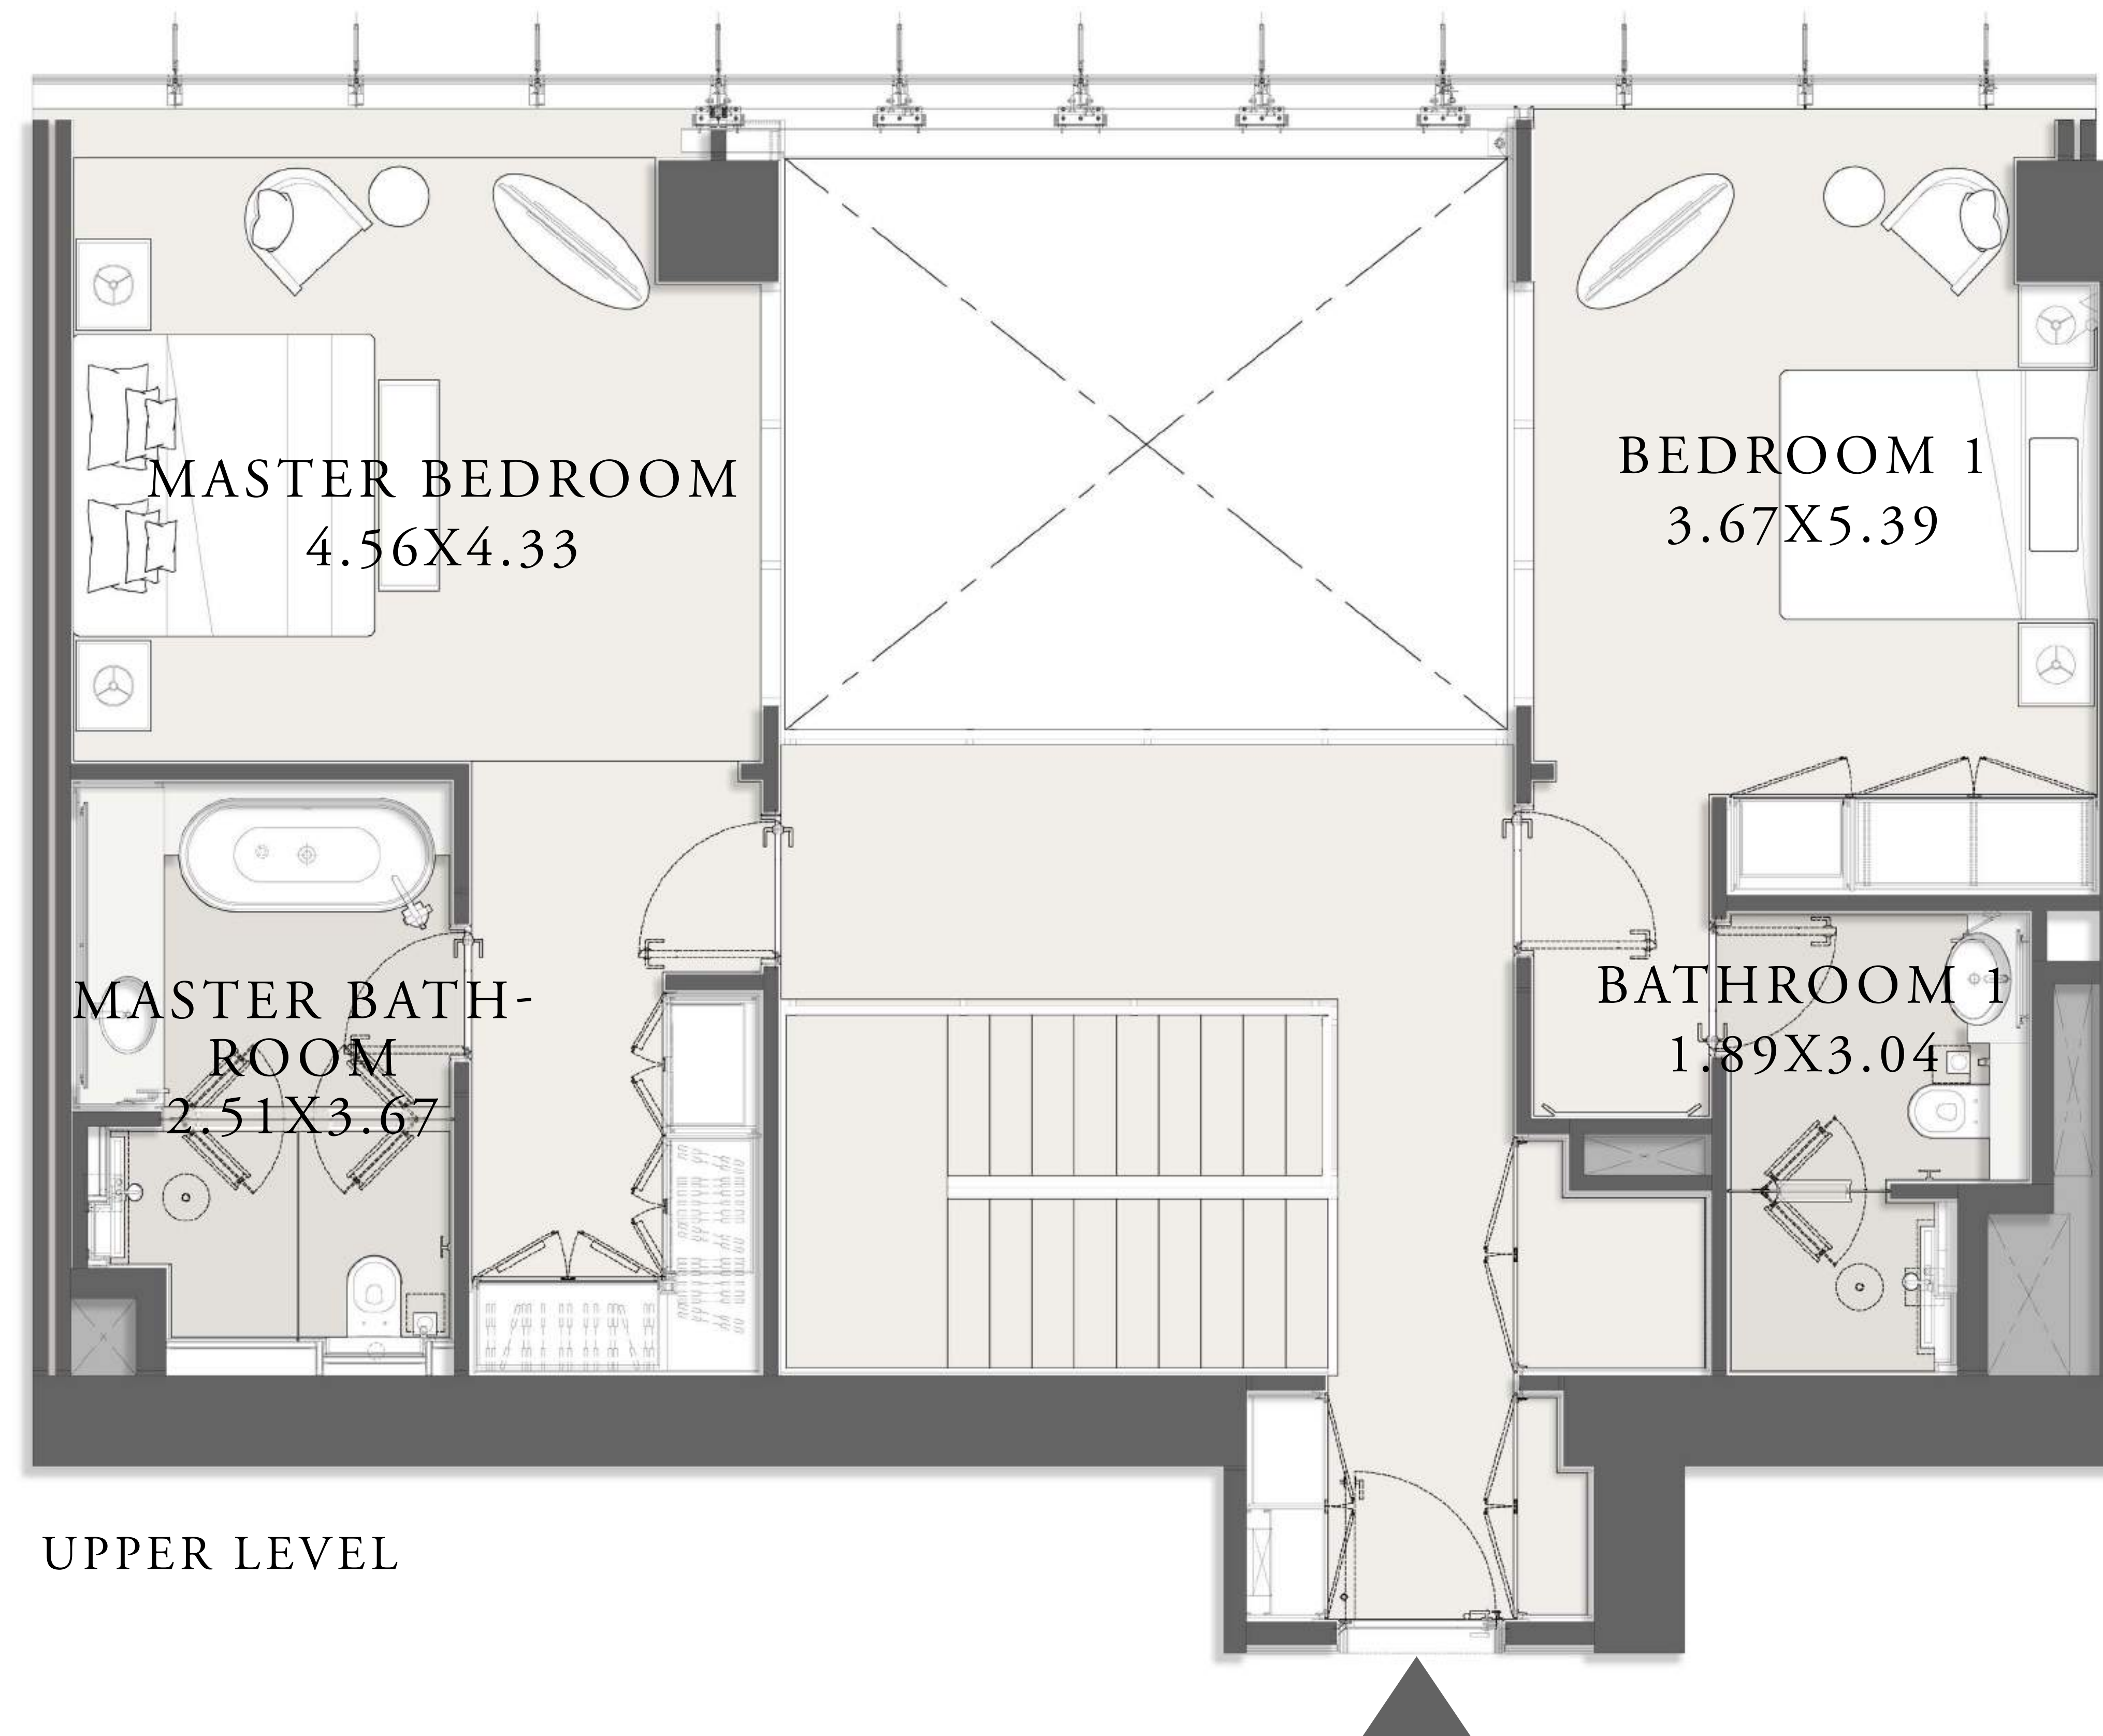 MASTER BEDROOM
4.56X4.33
BEDROOM 1
3.67X5.39
MASTER BATH-
ROOM
2.51X3.67
BATHROOM 1
1.89X3.04
UPPER LEVEL